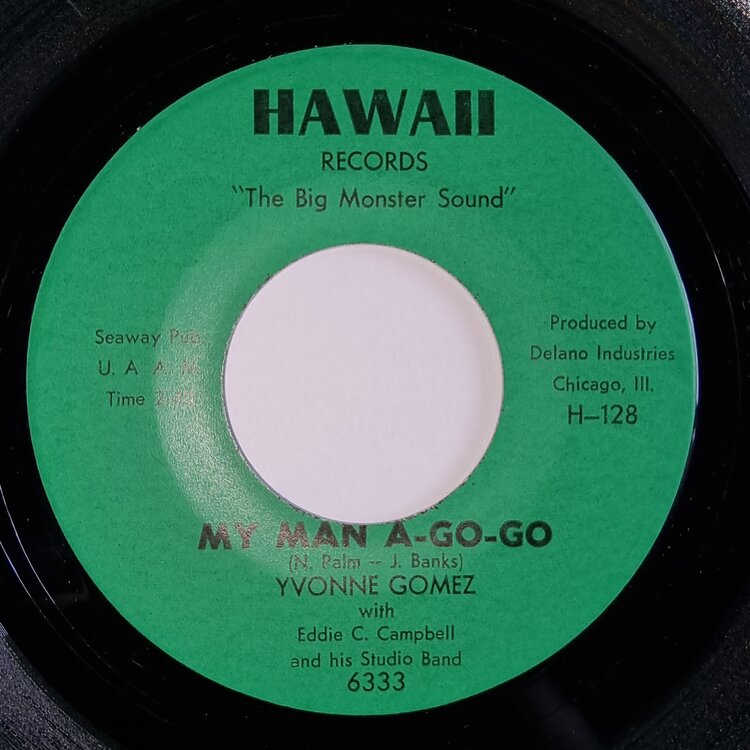 HAWAII
RECORDS
"The Big Monster Sound"
Seaway Pub.
U. A A M.
Time
Produced by
Delano Industries
Chicago, Ill.
H–128
MY MAN A-GO-GO
(N. Palm -- J. Banks)
YVONNE GOMEZ
with
Eddie C. Campbell
and his Studio Band
6333